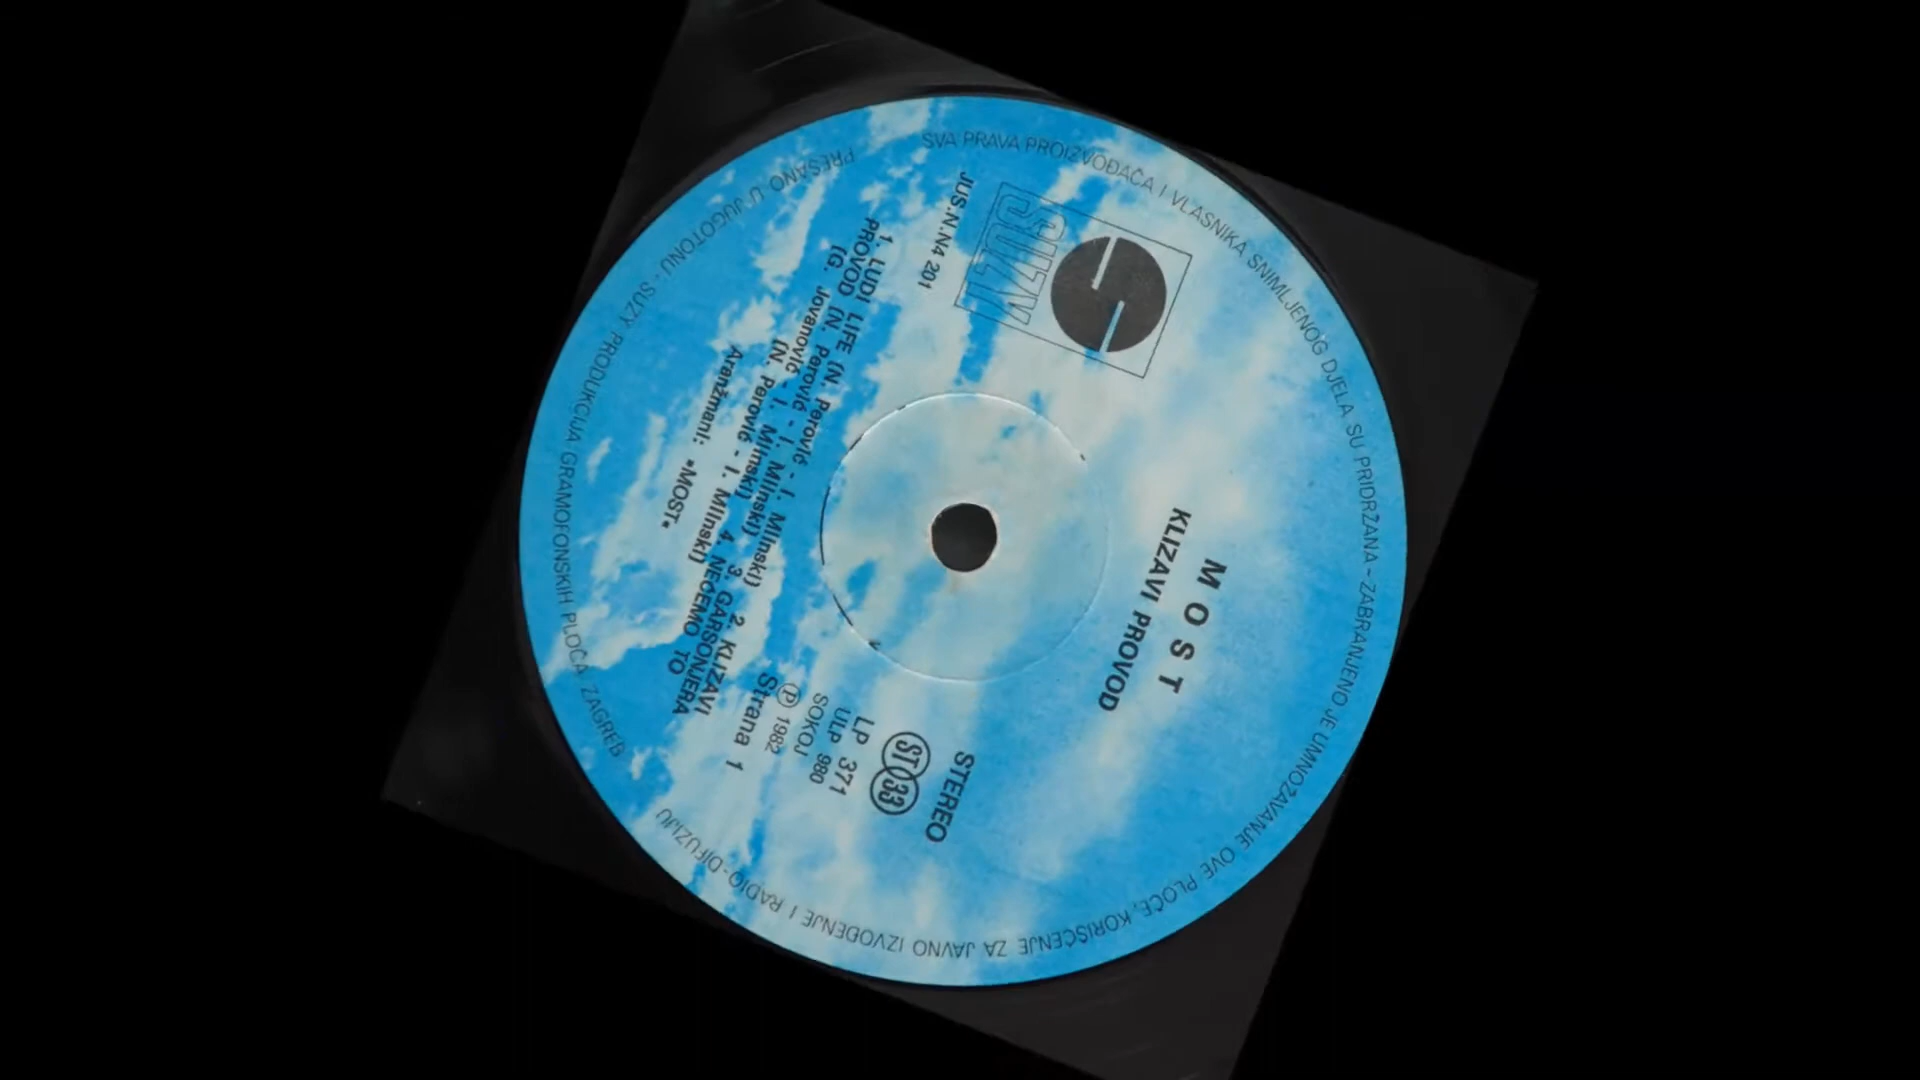 SVA PRAVA PROIZVOĐAČA I VLASNIKA SNIMLJENOG DJELA SU PRIDRŽANA - ZABRANJENO JE UMNOŽAVANJE OVE PLOČE, KORIŠĆENJE ZA JAVNO IZVOĐENJE I RADIO-DIFUZIJU
MOST
KLIZAVI PROVOD
SUZY
JUS.N.N4 201
STEREO
ST 33
LP 371
ULP 980
SOKOJ
Ⓟ 1982
Strana 1
1. LUDI LIFE (N. Perović - I. Mlinski) 2. KLIZAVI
PROVOD (N. Perović - I. Mlinski) 3. GARSONJERA
(G. Jovanović - I. Mlinski) 4. NEĆEMO TO
(N. Perović - I. Mlinski)
Aranžmani: »MOST«
PREŠANO U JUGOTONU - SUZY PRODUKCIJA GRAMOFONSKIH PLOČA ZAGREB